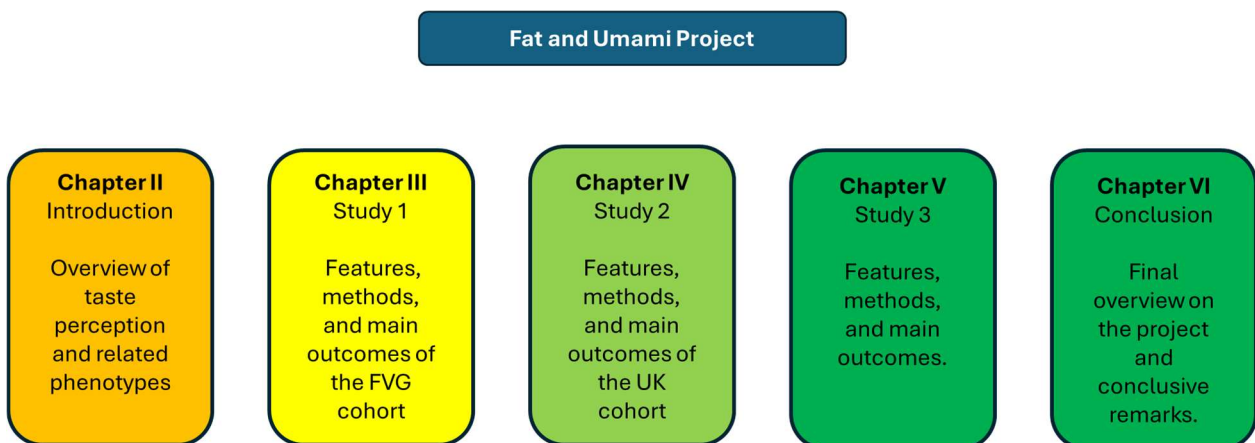 Fat and Umami Project
Chapter II
Introduction
Overview of
taste
perception
and related
phenotypes
Chapter III
Study 1
Features,
methods,
and main
outcomes of
the FVG
cohort
Chapter IV
Study 2
Features,
methods,
and main
outcomes of
the UK
cohort
Chapter V
Study 3
Features,
methods,
and main
outcomes.
Chapter VI
Conclusion
Final
overview on
the project
and
conclusive
remarks.